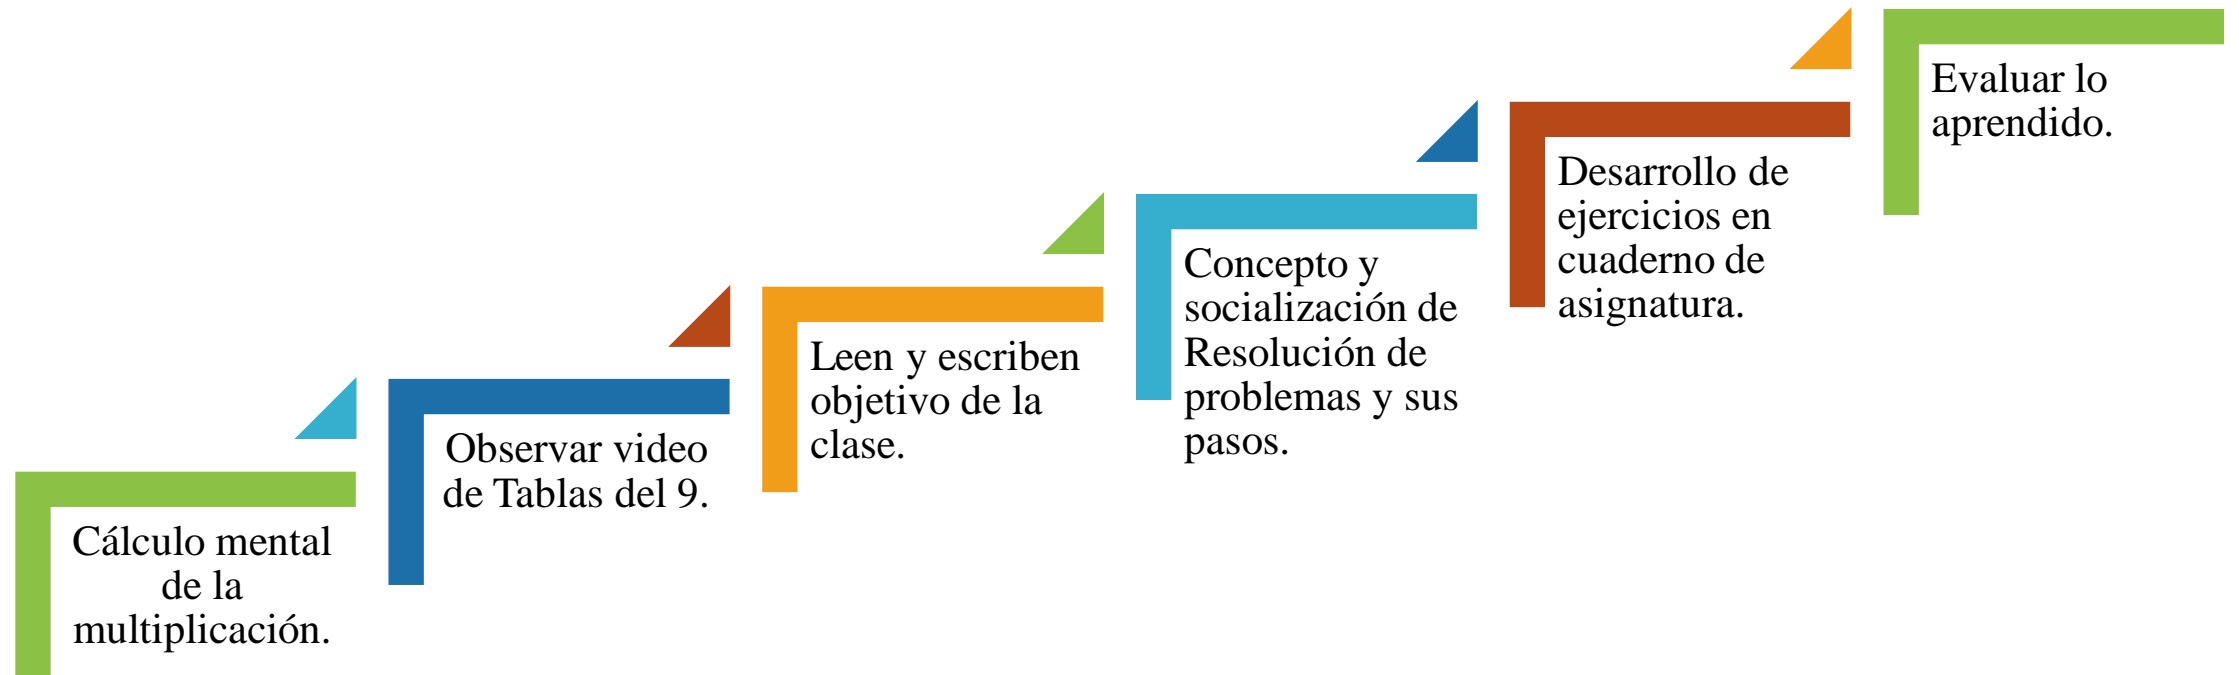 Cálculo mental
de la
multiplicación.
Observar video
de Tablas del 9.
Leen y escriben
objetivo de la
clase.
Concepto y
socialización de
Resolución de
problemas y sus
pasos.
Desarrollo de
ejercicios en
cuaderno de
asignatura.
Evaluar lo
aprendido.